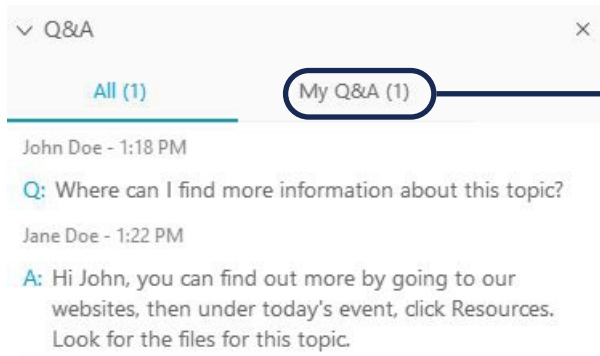 Q&A
All (1)
My Q&A (1)
John Doe - 1:18 PM
Q: Where can I find more information about this topic?
Jane Doe - 1:22 PM
A: Hi John, you can find out more by going to our
websites, then under today's event, click Resources.
Look for the files for this topic.